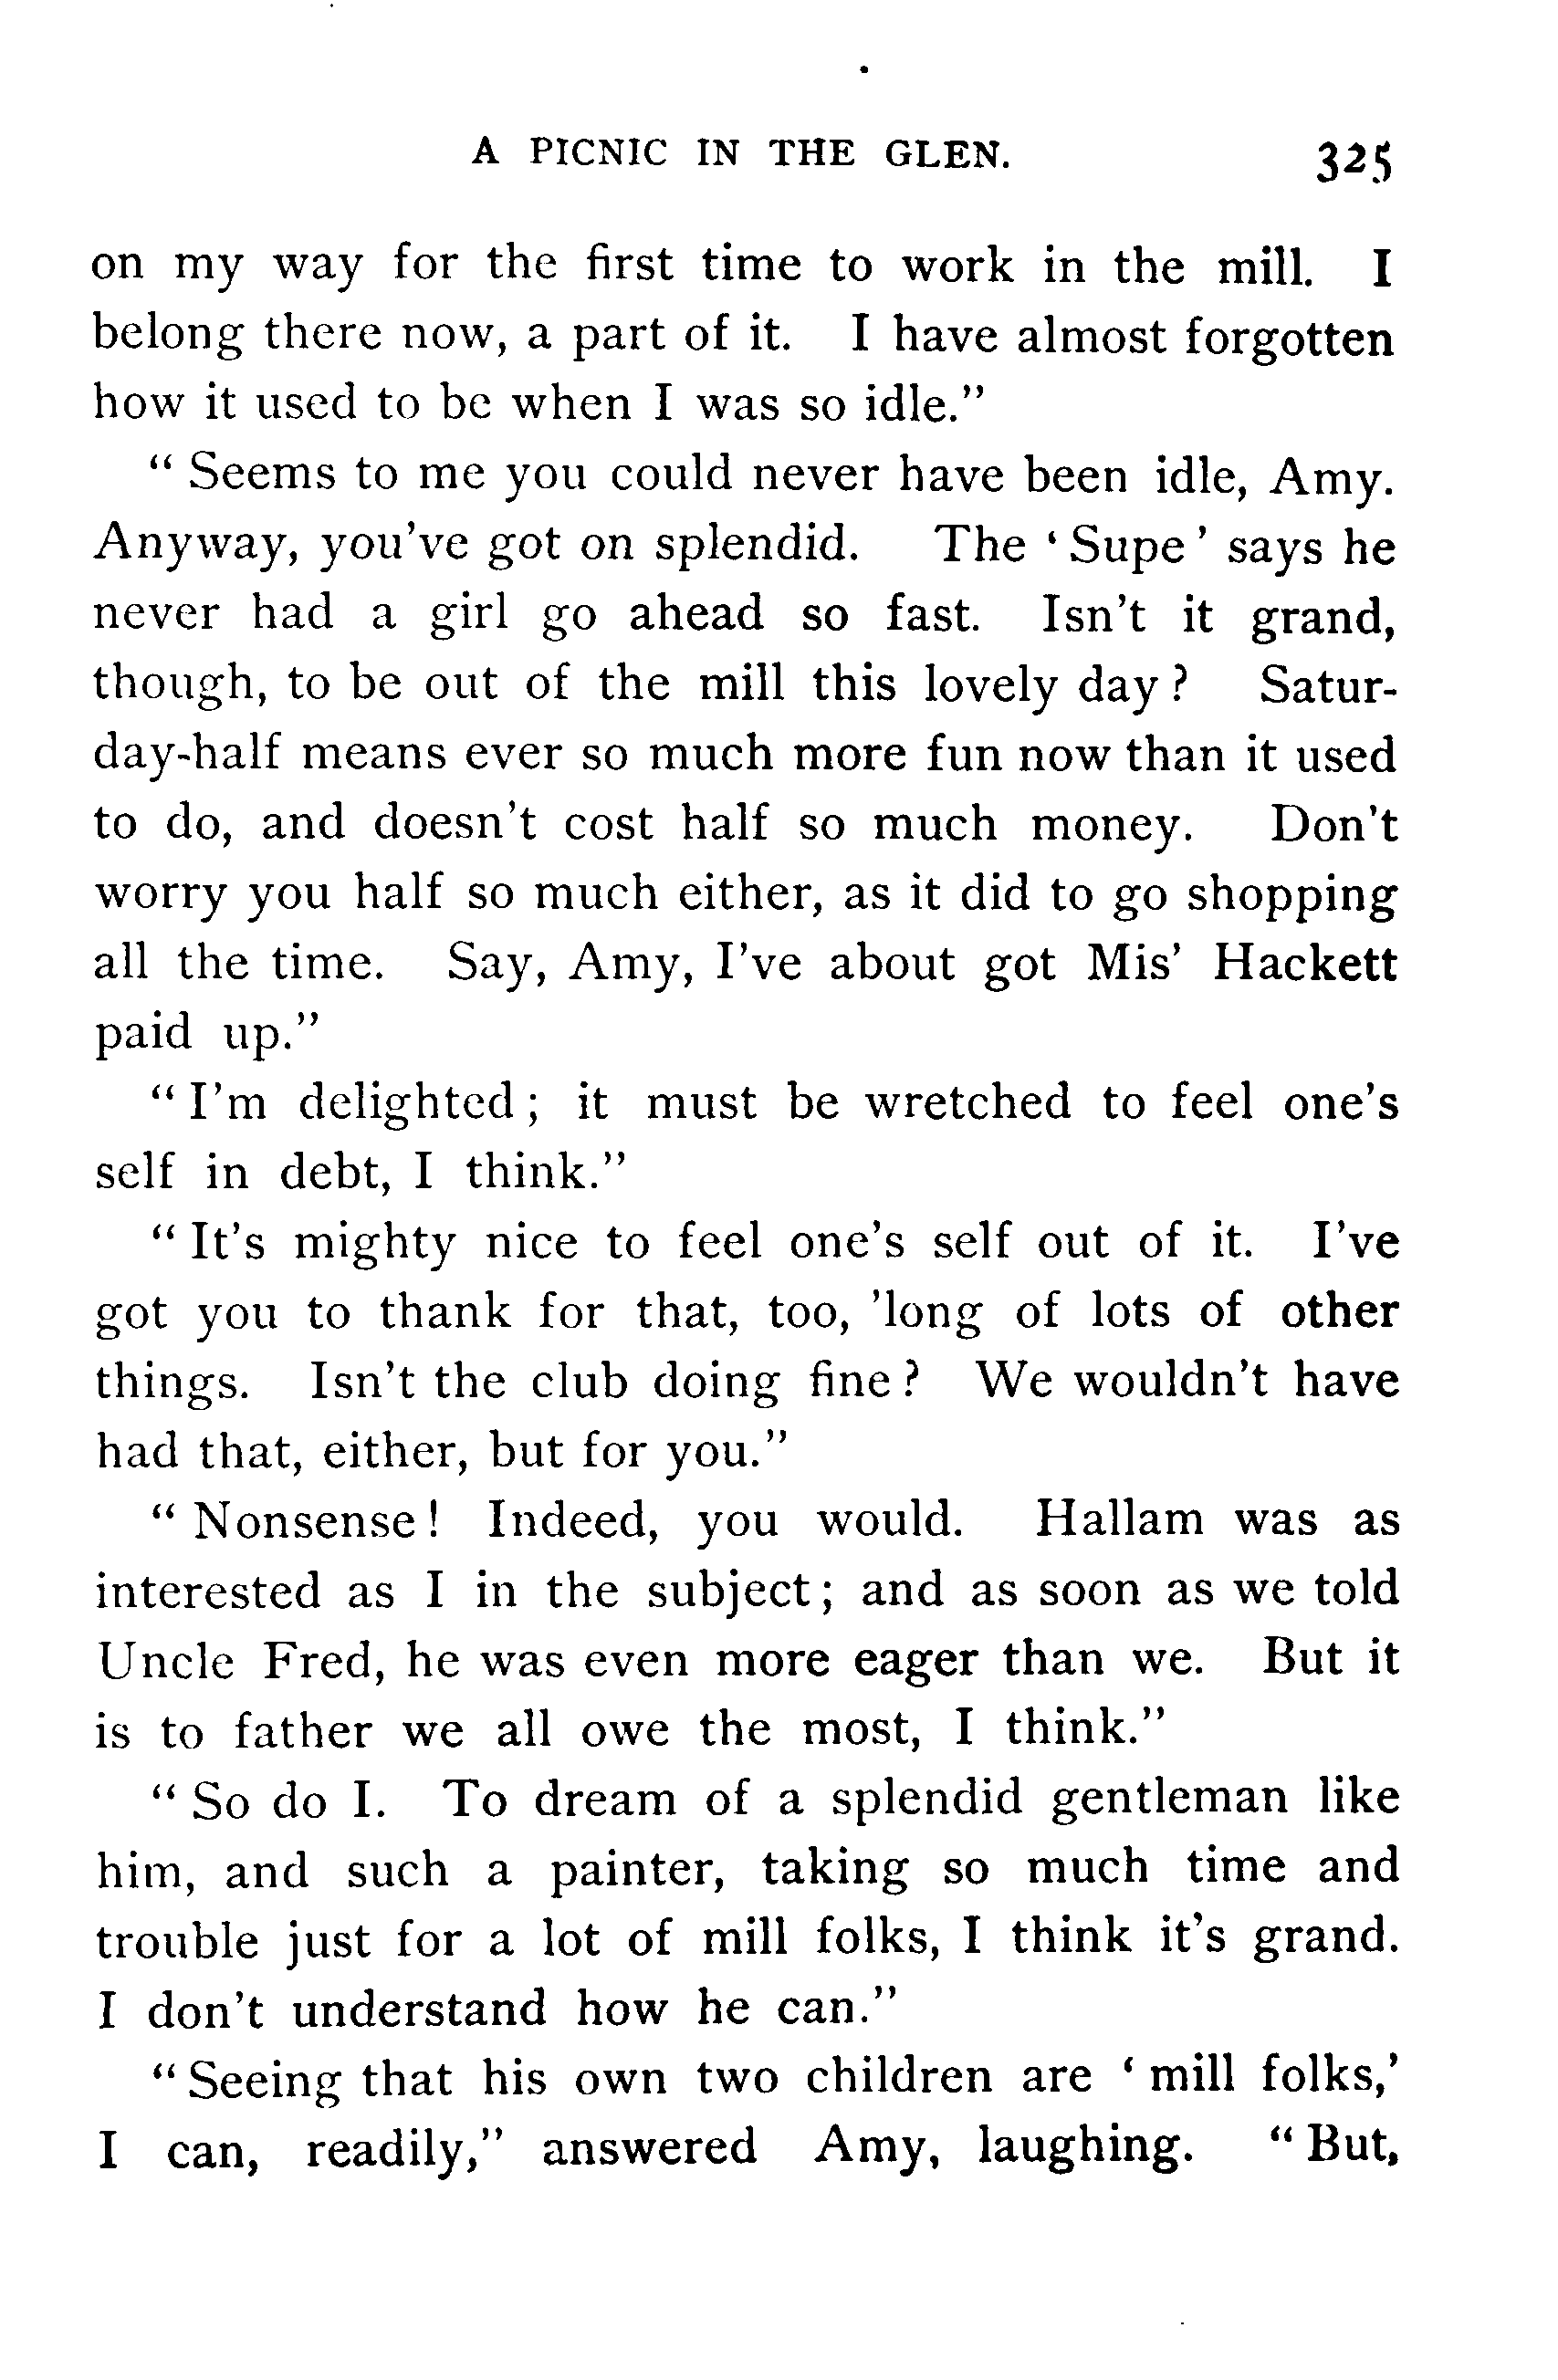 A PICNIC IN THE GLEN. 325
on my way for the first time to work in the mill. I
belong there now, a part of it. I have almost forgotten
how it used to be when I was so idle.”
“ Seems to me you could never have been idle, Amy.
Anyway, you’ve got on splendid. The ‘ Supe ’ says he
never had a girl go ahead so fast. Isn’t it grand,
though, to be out of the mill this lovely day ? Satur-
day-half means ever so much more fun now than it used
to do, and doesn’t cost half so much money. Don’t
worry you half so much either, as it did to go shopping
all the time. Say, Amy, I’ve about got Mis’ Hackett
paid up.”
“ I’m delighted ; it must be wretched to feel one’s
self in debt, I think.”
“ It’s mighty nice to feel one’s self out of it. I’ve
got you to thank for that, too, ’long of lots of other
things. Isn’t the club doing fine ? We wouldn’t have
had that, either, but for you.”
“ Nonsense ! Indeed, you would. Hallam was as
interested as I in the subject ; and as soon as we told
Uncle Fred, he was even more eager than we. But it
is to father we all owe the most, I think.”
“ So do I. To dream of a splendid gentleman like
him, and such a painter, taking so much time and
trouble just for a lot of mill folks, I think it’s grand.
I don’t understand how he can.”
“ Seeing that his own two children are ‘ mill folks,’
I can, readily,” answered Amy, laughing. “ But,